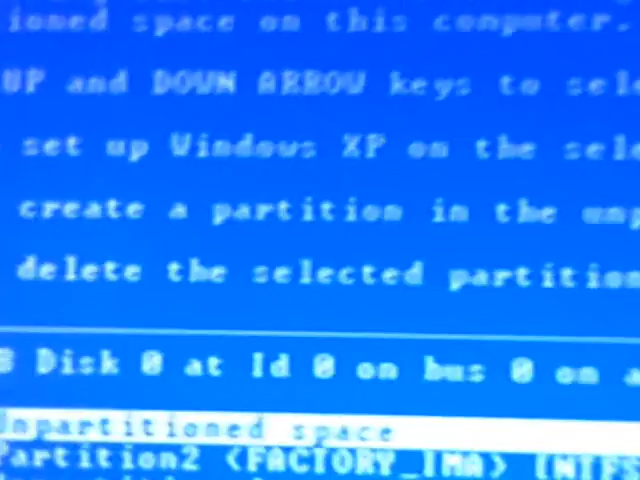 ioned space on this computer.
UP and DOWN ARROW keys to sele
set up Windows XP on the sele
create a partition in the unp
delete the selected partition
Disk 0 at Id 0 on bus 0 on a
Unpartitioned space
Partition2 (FACTORY_IMA) [NTFS